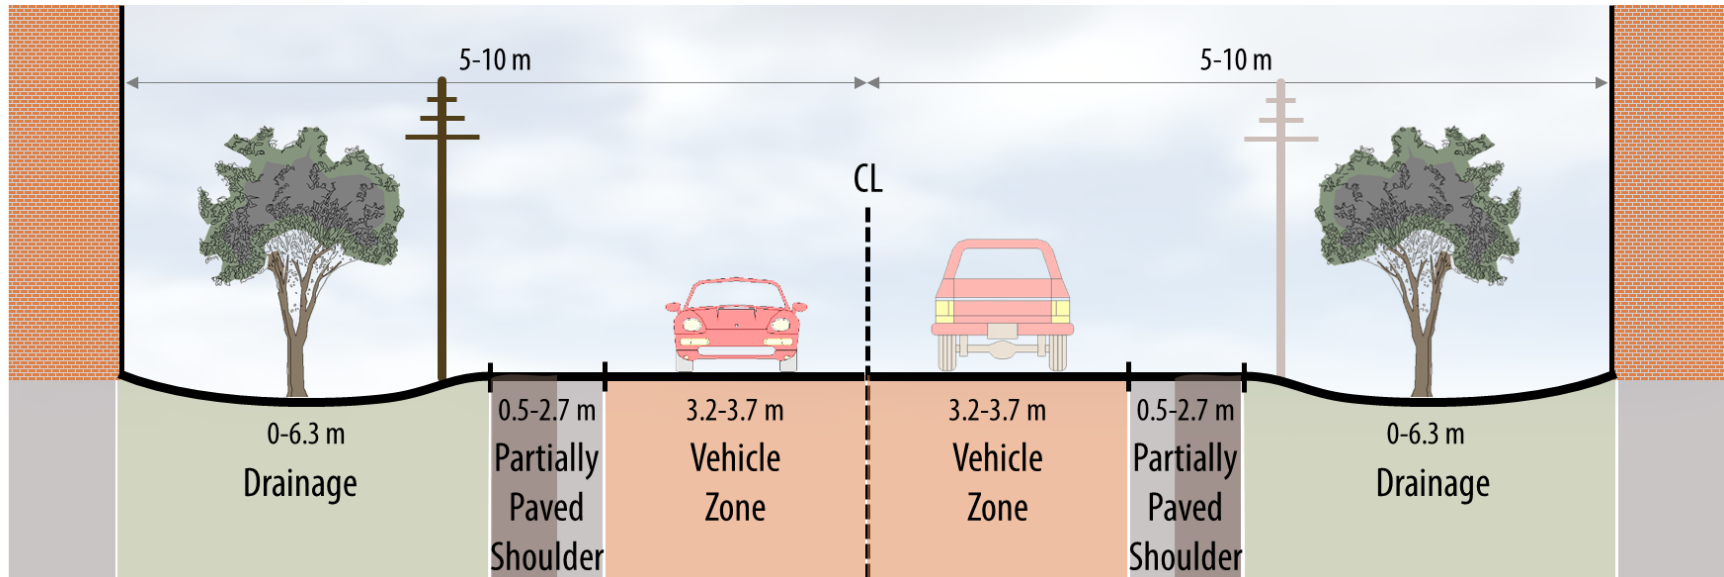 5-10 m
5-10 m
CL
0-6.3 m
Drainage
0.5-2.7 m
Partially
Paved
Shoulder
3.2-3.7 m
Vehicle
Zone
3.2-3.7 m
Vehicle
Zone
0.5-2.7 m
Partially
Paved
Shoulder
0-6.3 m
Drainage